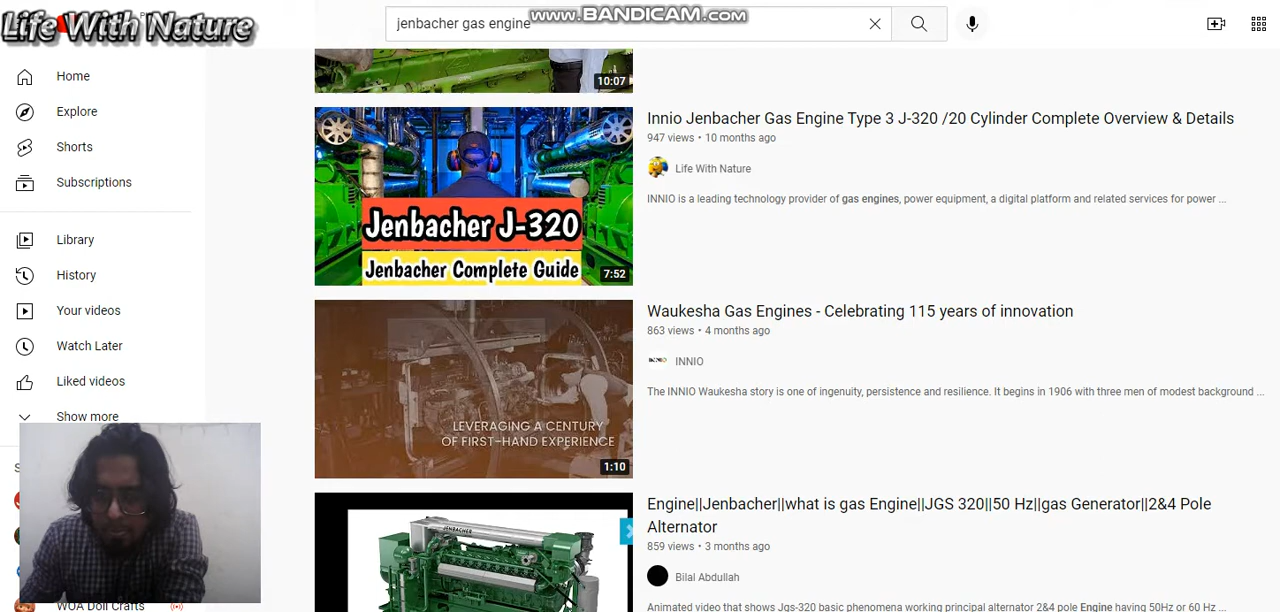 Life With Nature
www.BANDICAM.com
jenbacher gas engine
Home
Explore
Shorts
Subscriptions
Library
History
Your videos
Watch Later
Liked videos
Show more
WOA Doll Crafts
10:07
Jenbacher J-320
Jenbacher Complete Guide
7:52
Innio Jenbacher Gas Engine Type 3 J-320 /20 Cylinder Complete Overview & Details
947 views • 10 months ago
Life With Nature
INNIO is a leading technology provider of gas engines, power equipment, a digital platform and related services for power ...
LEVERAGING A CENTURY
OF FIRST-HAND EXPERIENCE
1:10
Waukesha Gas Engines - Celebrating 115 years of innovation
863 views • 4 months ago
INNIO
INNIO
The INNIO Waukesha story is one of ingenuity, persistence and resilience. It begins in 1906 with three men of modest background ...
JENBACHER
Engine||Jenbacher||what is gas Engine||JGS 320||50 Hz||gas Generator||2&4 Pole
Alternator
859 views • 3 months ago
Bilal Abdullah
Animated video that shows Jgs-320 basic phenomena working principal alternator 2&4 pole Engine having 50Hz or 60 Hz ...